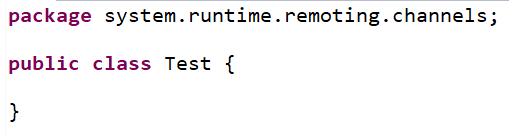 package system.runtime.remoting.channels;
public class Test {
}